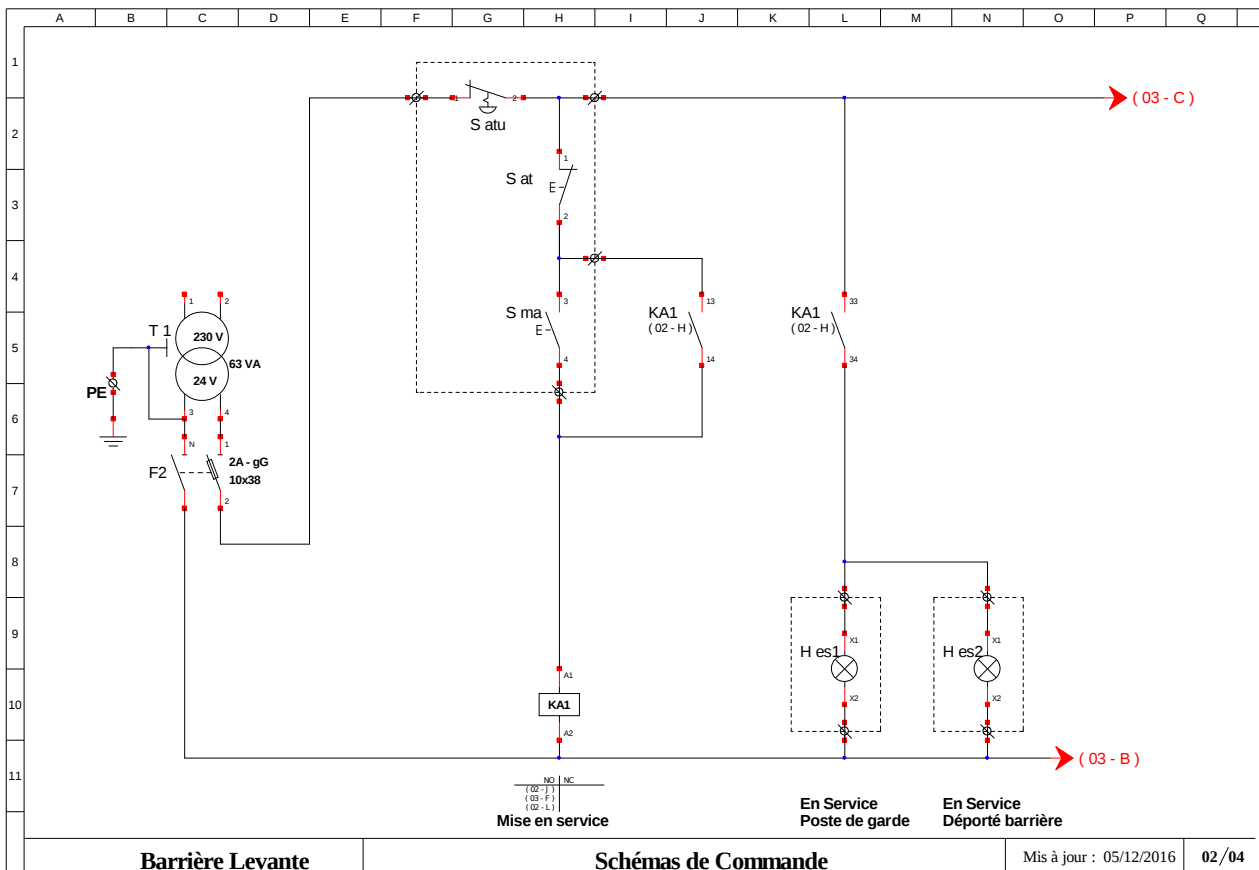 A B C D E F G H I J K L M N O P Q
1
1 2
( 03 - C )
S atu
2
1
S at
E
3
2
4
1 2
3
13
33
T 1
230 V
S ma
KA1
( 02 - H )
KA1
( 02 - H )
E
5
63 VA
24 V
4
14
34
PE
6
3 4
N 1
F2
2A - gG
10x38
7
2
8
9
X1
X1
H es1
H es2
A1
10
X2
X2
KA1
A2
( 03 - B )
11
NO NC
( 02 - J )
( 03 - F )
( 02 - L )
Mise en service
En Service
Poste de garde
En Service
Déporté barrière
Barrière Levante
Schémas de Commande
Mis à jour : 05/12/2016
02/04